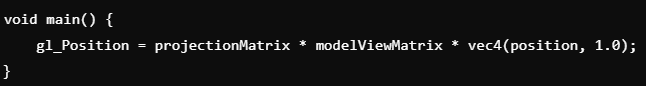 void main() {
    gl_Position = projectionMatrix * modelViewMatrix * vec4(position, 1.0);
}